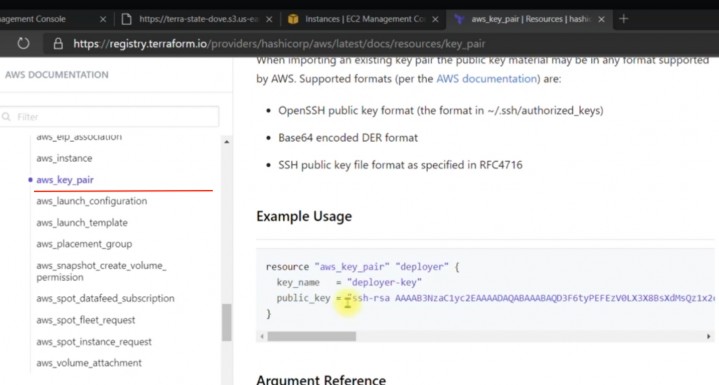 nagement Console
https://terra-state-dove.s3.us-ea
Instances | EC2 Management Co
aws_key_pair | Resources | hashic
https://registry.terraform.io/providers/hashicorp/aws/latest/docs/resources/key_pair
AWS DOCUMENTATION
Filter
aws_eip_association
aws_instance
aws_key_pair
aws_launch_configuration
aws_launch_template
aws_placement_group
aws_snapshot_create_volume_
permission
aws_spot_datafeed_subscription
aws_spot_fleet_request
aws_spot_instance_request
aws_volume_attachment
When importing an existing key pair the public key material may be in any format supported
by AWS. Supported formats (per the AWS documentation) are:
• OpenSSH public key format (the format in ~/.ssh/authorized_keys)
• Base64 encoded DER format
• SSH public key file format as specified in RFC4716
Example Usage
resource "aws_key_pair" "deployer" {
key_name = "deployer-key"
public_key = "ssh-rsa AAAAB3NzaC1yc2EAAAADAQABAAABAQD3F6tyPEFEzV0LX3X8BsXdMsQz1x2c
}
Argument Reference